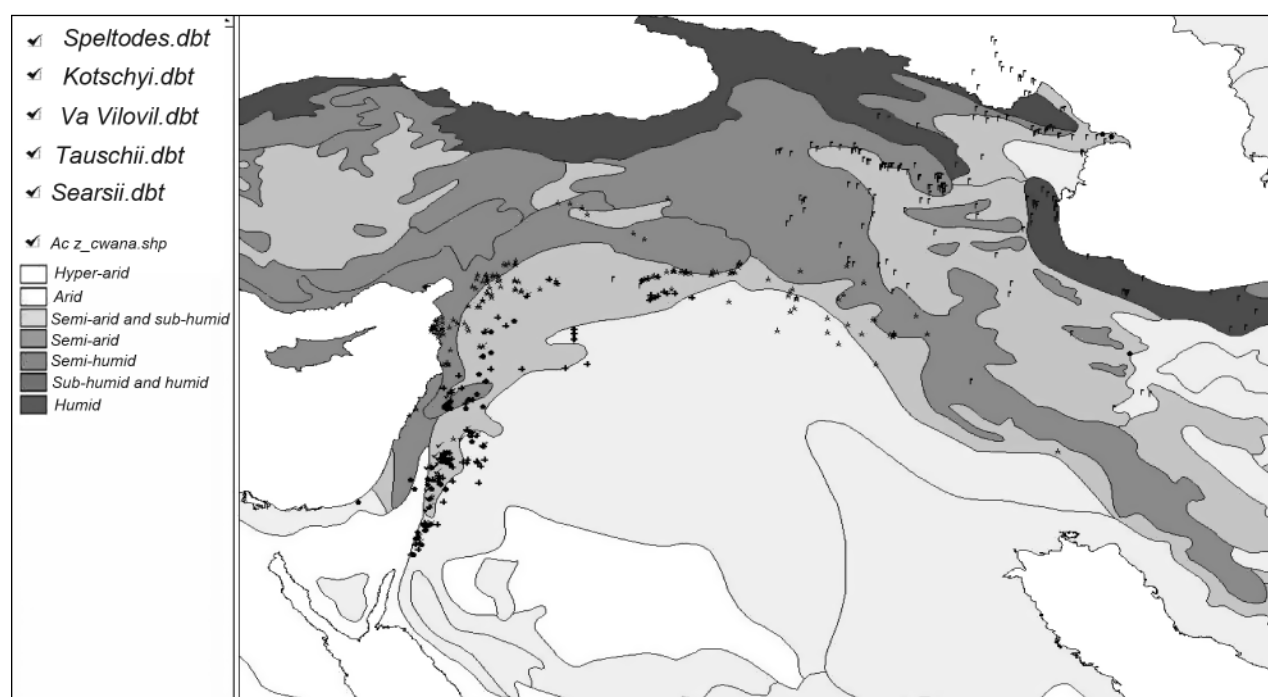 Speltodes.dbt
Kotschyi.dbt
Va Vilovil.dbt
Tauschii.dbt
Searsii.dbt
Ac z_cwana.shp
Hyper-arid
Arid
Semi-arid and sub-humid
Semi-arid
Semi-humid
Sub-humid and humid
Humid